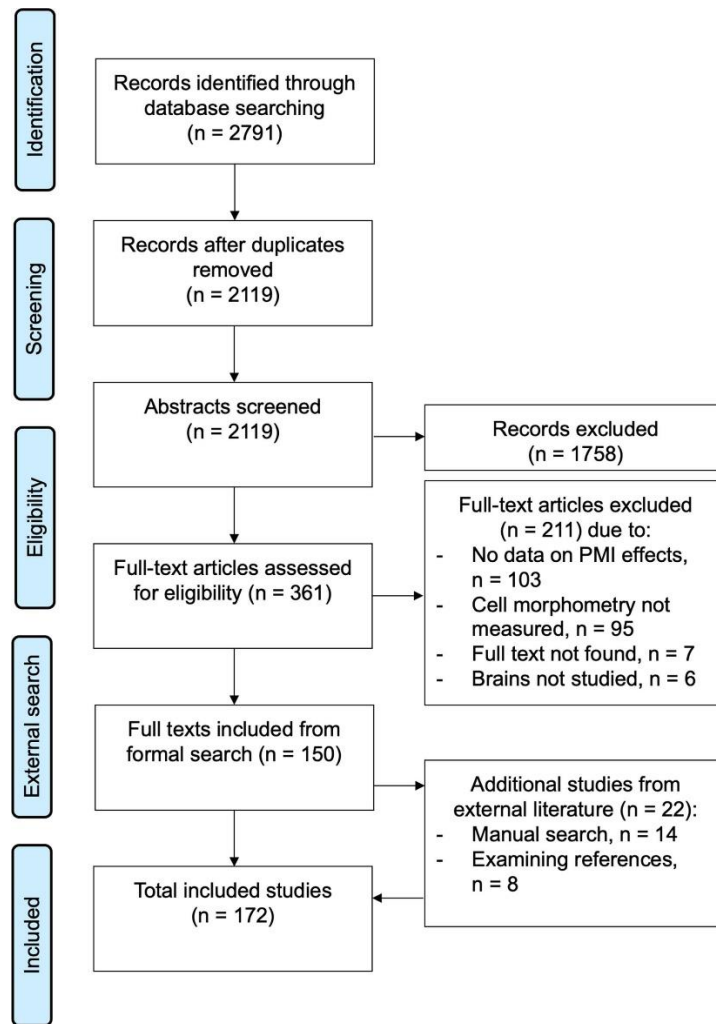 Identification
Records identified through
database searching
(n = 2791)
Screening
Records after duplicates
removed
(n = 2119)
Abstracts screened
(n = 2119)
Records excluded
(n = 1758)
Eligibility
Full-text articles assessed
for eligibility (n = 361)
Full-text articles excluded
(n = 211) due to:
- No data on PMI effects,
n = 103
- Cell morphometry not
measured, n = 95
- Full text not found, n = 7
- Brains not studied, n = 6
External search
Full texts included from
formal search (n = 150)
Additional studies from
external literature (n = 22):
- Manual search, n = 14
- Examining references,
n = 8
Included
Total included studies
(n = 172)